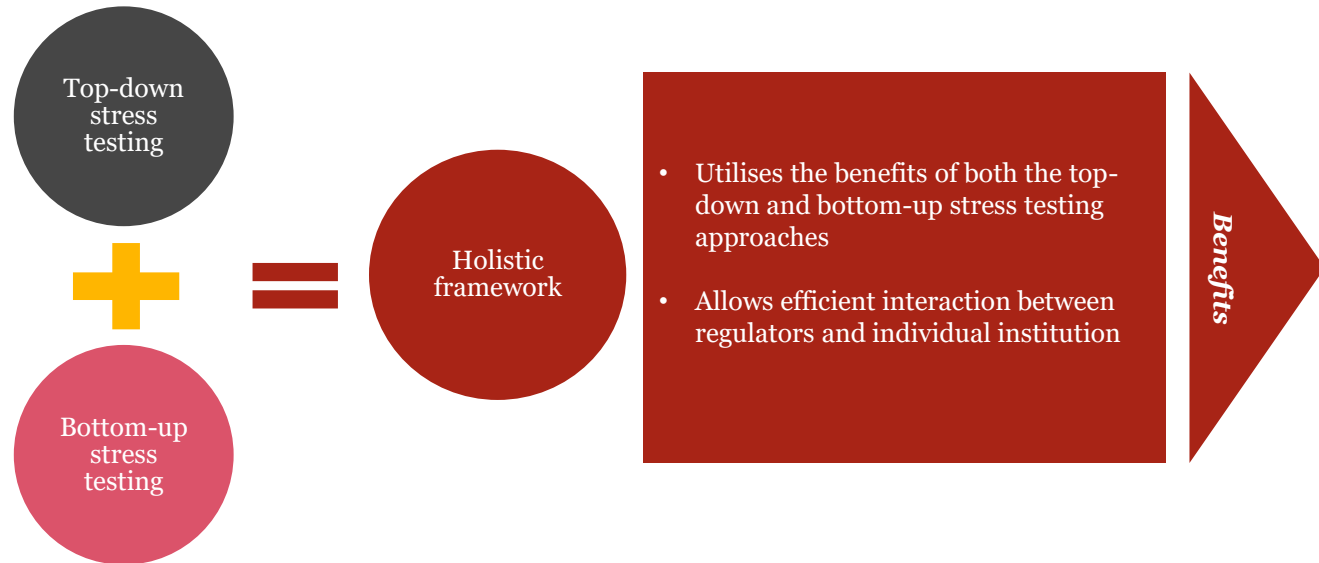 Top-down
stress
testing
Bottom-up
stress
testing
Holistic
framework
• Utilises the benefits of both the top-
down and bottom-up stress testing
approaches
• Allows efficient interaction between
regulators and individual institution
Benefits